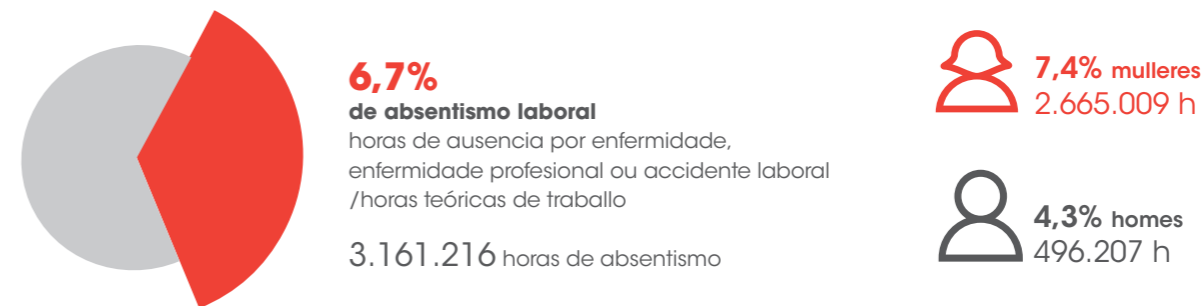 6,7%
de absentismo laboral
horas de ausencia por enfermidade,
enfermidade profesional ou accidente laboral
/horas teóricas de traballo
3.161.216 horas de absentismo
7,4% mulleres
2.665.009 h
4,3% homes
496.207 h